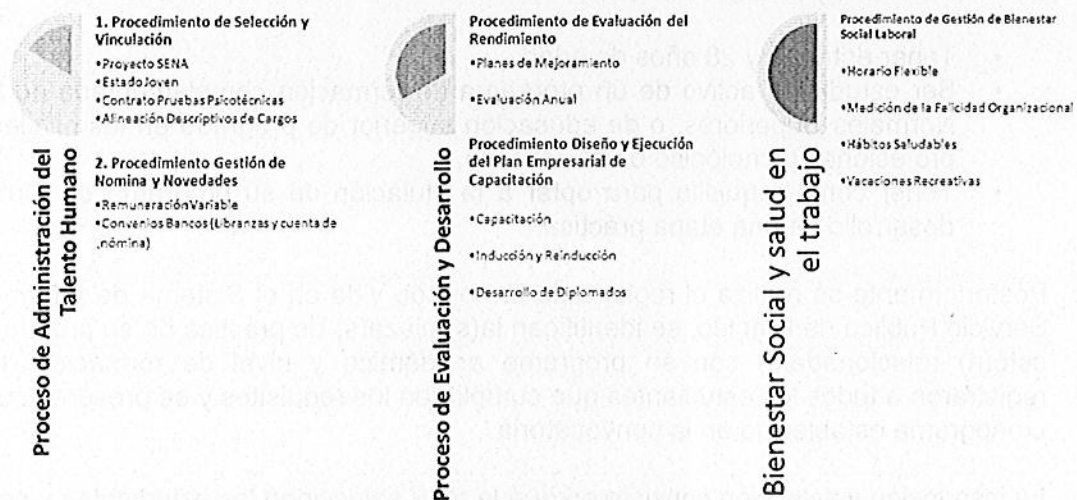 Proceso de Administración del
Talento Humano
1. Procedimiento de Selección y
Vinculación
•Proyecto SENA
•Estado Joven
•Contrato Pruebas Psicotécnicas
•Alineación Descriptivos de Cargos
2. Procedimiento Gestión de
Nomina y Novedades
•Remuneración Variable
•Convenios Bancos (Libranzas y cuenta de
nómina)
Proceso de Evaluación y Desarrollo
Procedimiento de Evaluación del
Rendimiento
•Planes de Mejoramiento
•Evaluación Anual
Procedimiento Diseño y Ejecución
del Plan Empresarial de
Capacitación
•Capacitación
•Inducción y Reinducción
•Desarrollo de Diplomados
Bienestar Social y salud en
el trabajo
Procedimiento de Gestión de Bienestar
Social Laboral
•Horario Flexible
•Medición de la Felicidad Organizacional
•Hábitos Saludables
•Vacaciones Recreativas